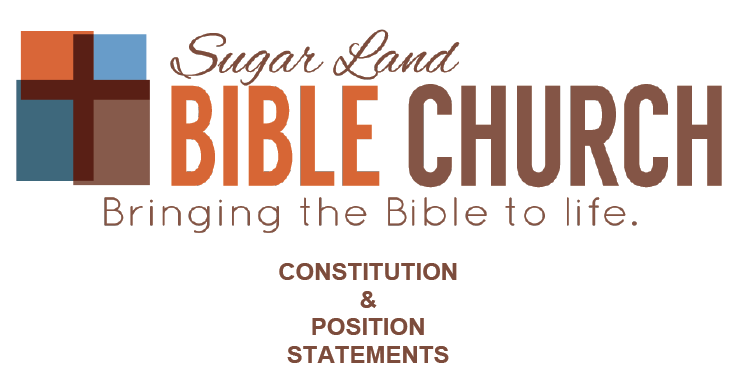 Sugar Land
BIBLE CHURCH
Bringing the Bible to life.
CONSTITUTION
&
POSITION
STATEMENTS